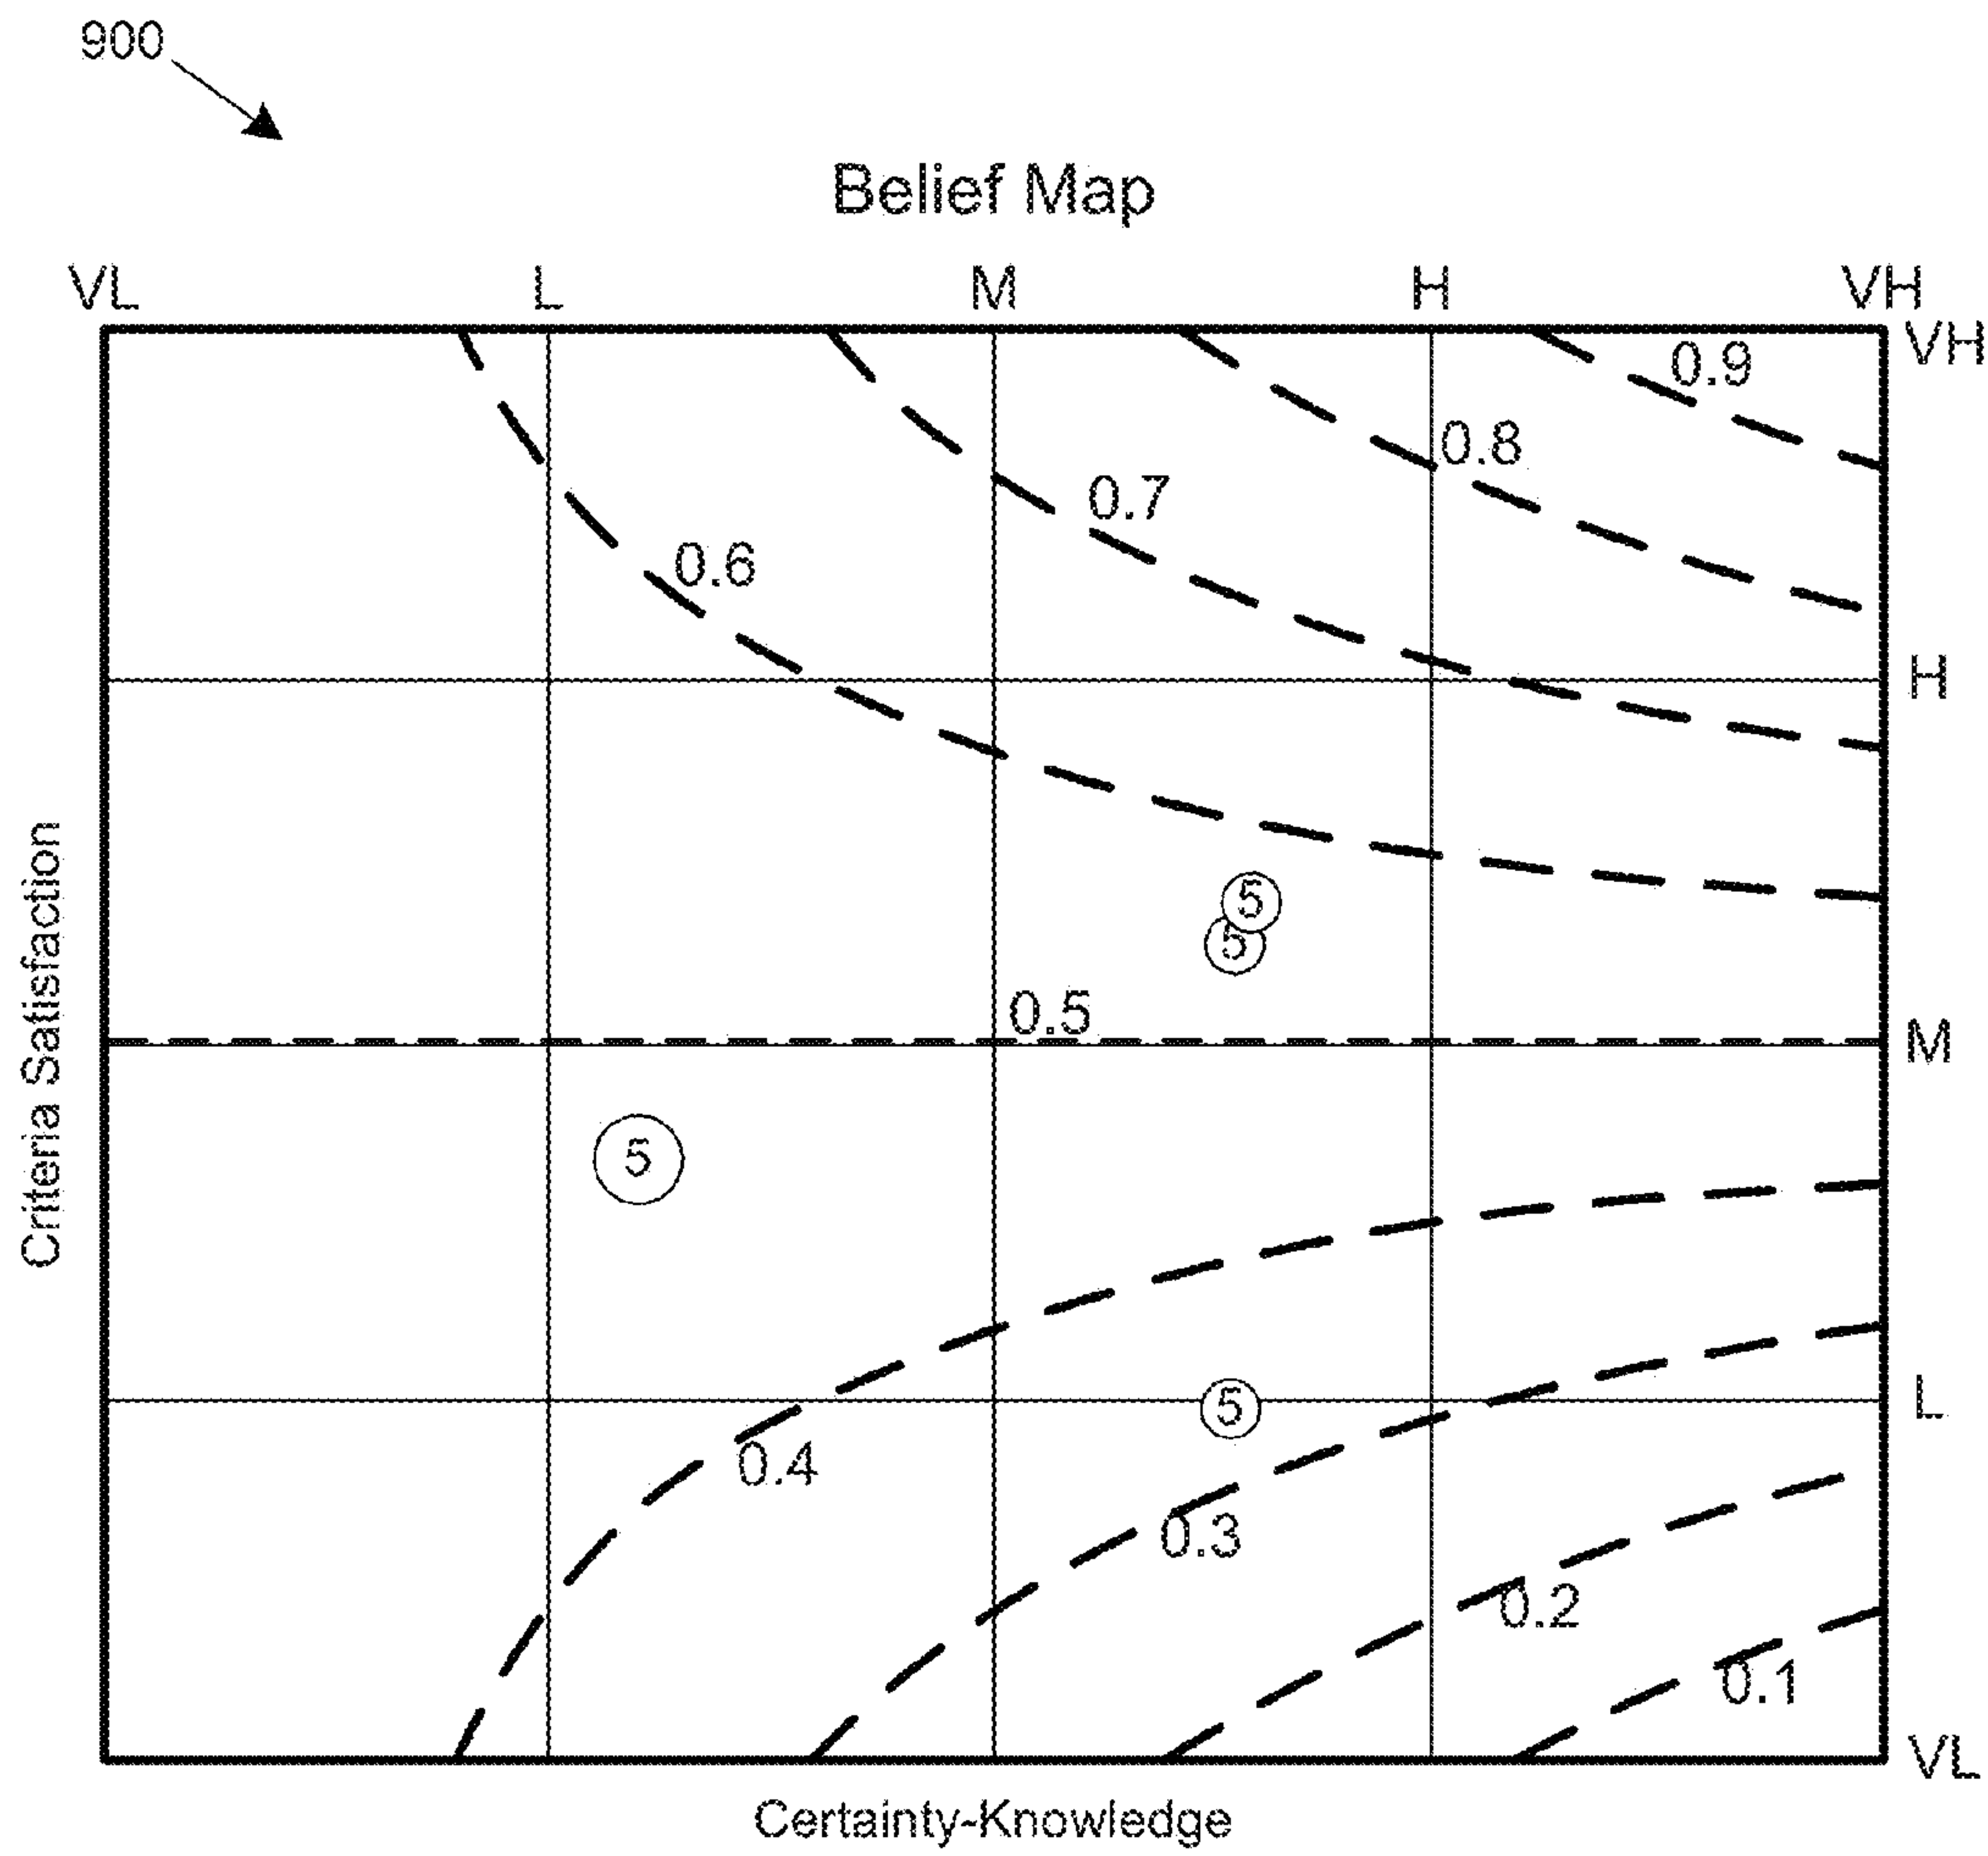 900
Belief Map
VL L M H VH
VH
0.9
0.8
0.7
0.6
H
5
5
0.5
M
Criteria Satisfaction
5
L
5
0.4
0.3
0.2
0.1
VL
Certainty-Knowledge